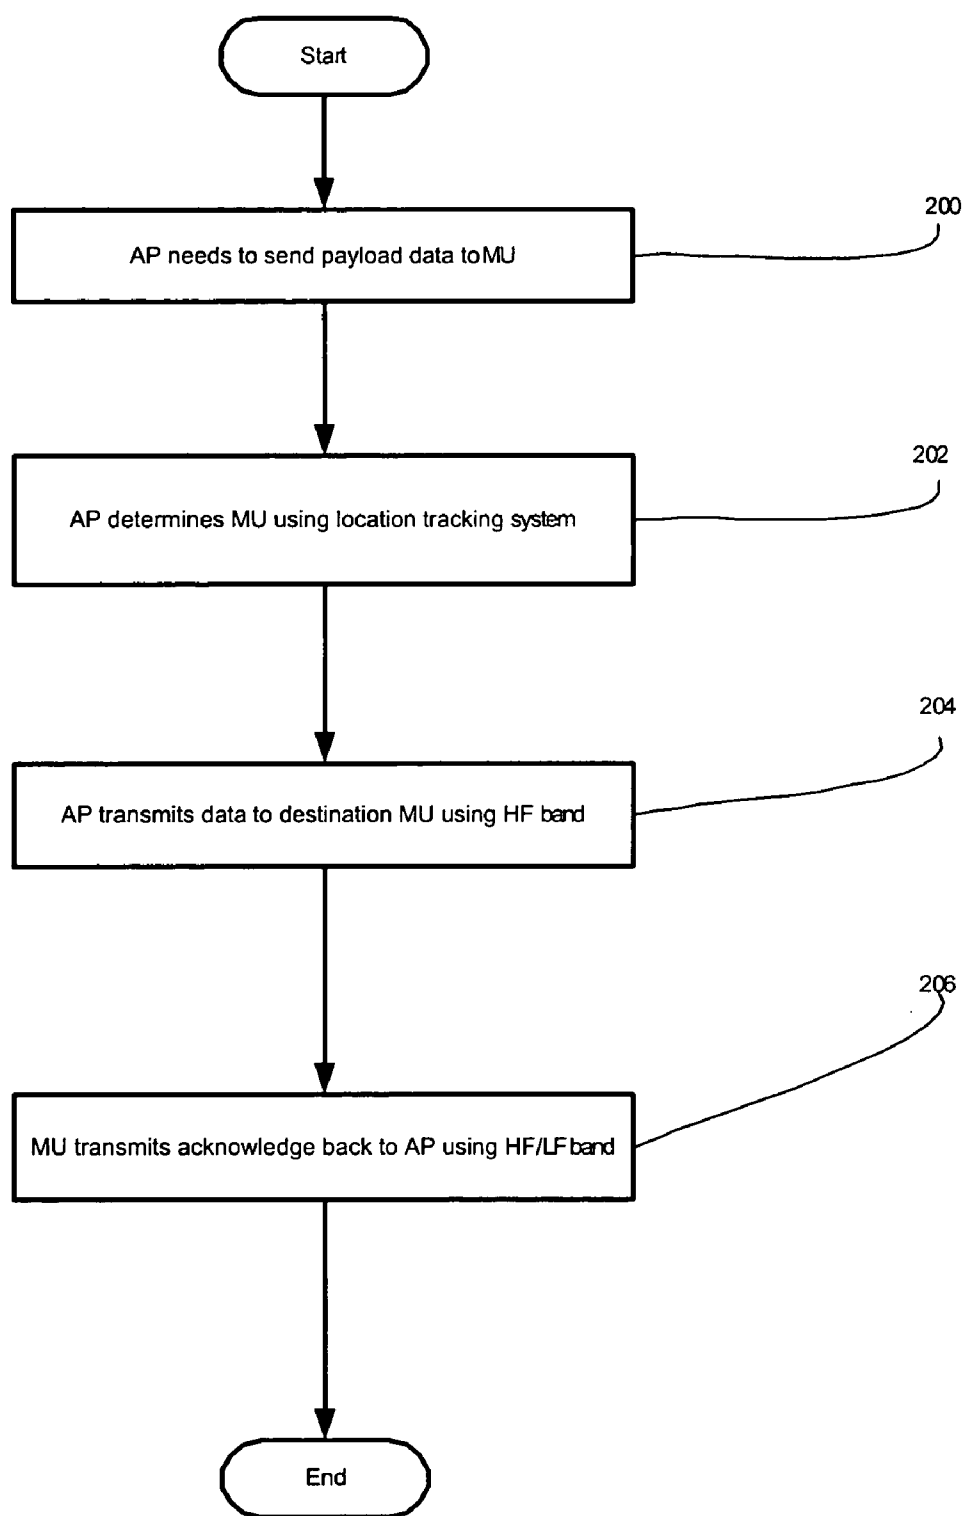 Start
AP needs to send payload data to MU
200
AP determines MU using location tracking system
202
AP transmits data to destination MU using HF band
204
MU transmits acknowledge back to AP using HF/LF band
206
End